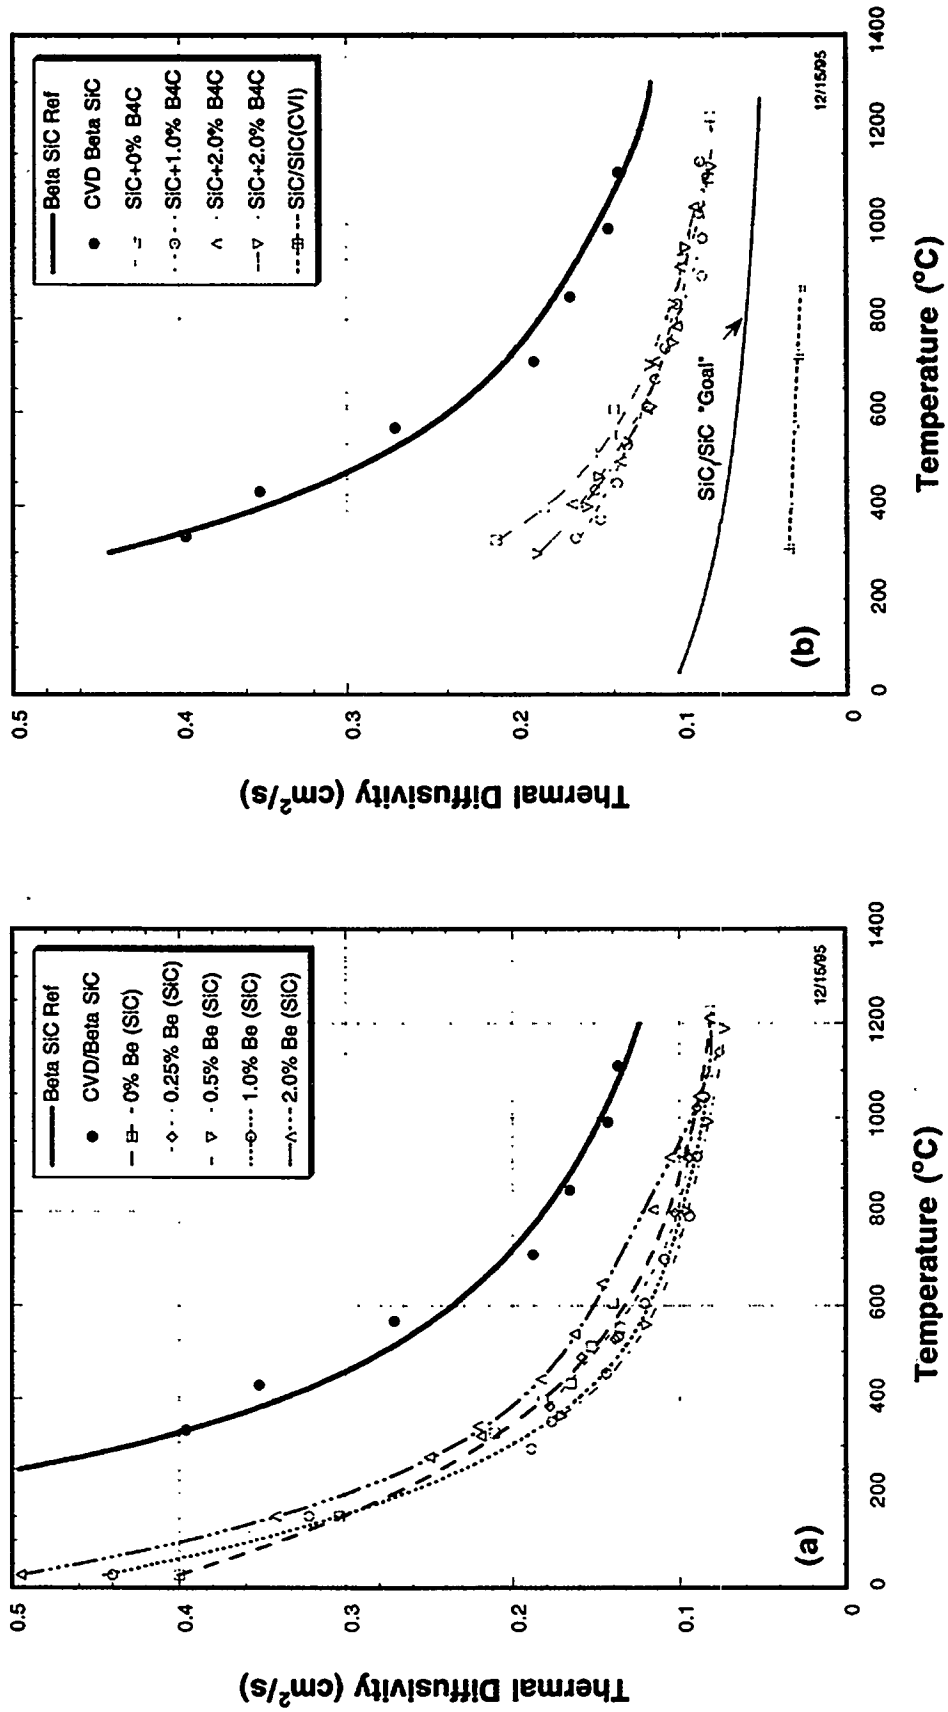 Thermal Diffusivity (cm²/s)
0.5
0.4
0.3
0.2
0.1
0
Beta SiC Ref
CVD/Beta SiC
0% Be (SiC)
0.25% Be (SiC)
0.5% Be (SiC)
1.0% Be (SiC)
2.0% Be (SiC)
(a)
12/15/95
0
200
400
600
800
1000
1200
1400
Temperature (°C)
Thermal Diffusivity (cm²/s)
0.5
0.4
0.3
0.2
0.1
0
Beta SiC Ref
CVD Beta SiC
SiC+0% B4C
SiC+1.0% B4C
SiC+2.0% B4C
SiC+2.0% B4C
SiC/SiC(CVI)
SiC/SiC "Goal"
(b)
12/15/95
0
200
400
600
800
1000
1200
1400
Temperature (°C)